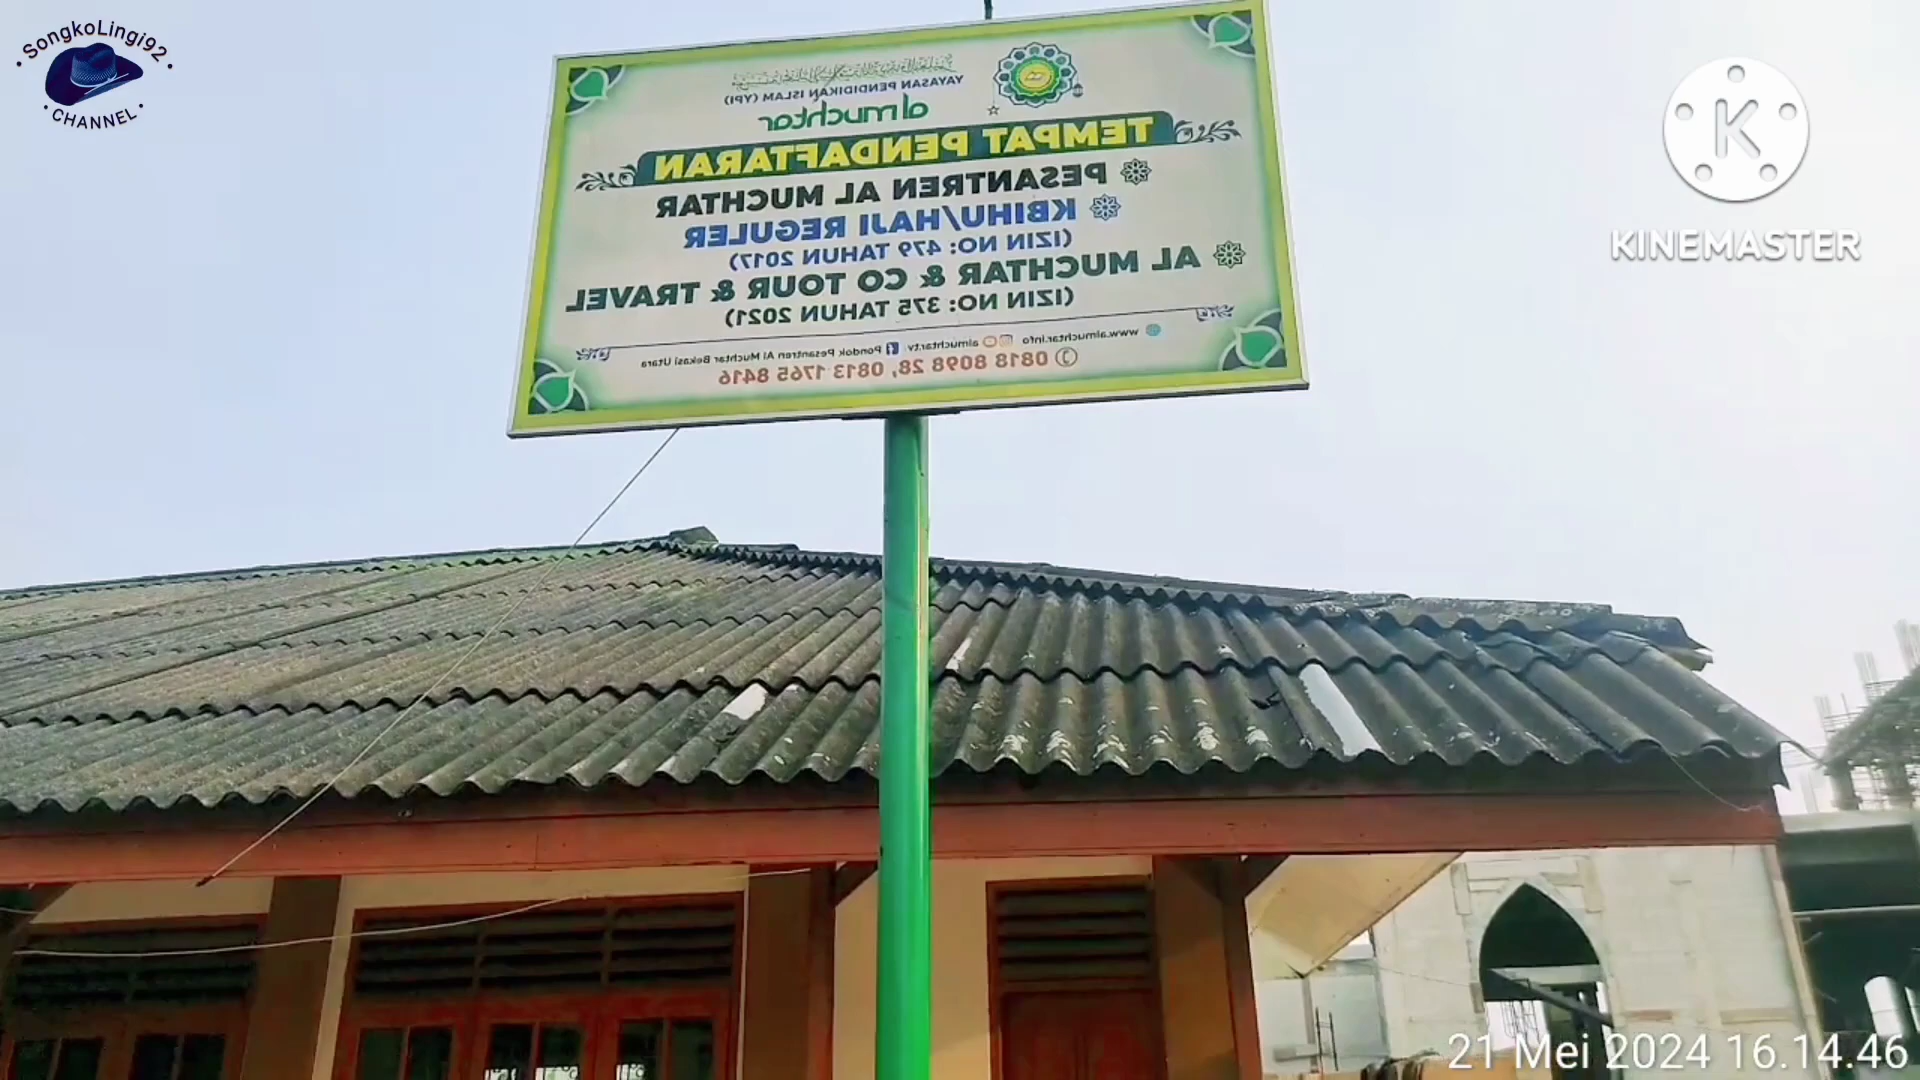 SongkoLingi92
CHANNEL
KINEMASTER
YAYASAN PENDIDIKAN ISLAM (YPI)
almuchtar
TEMPAT PENDAFTARAN
PESANTREN AL MUCHTAR
KBIHU/HAJI REGULER
(IZIN NO: 479 TAHUN 2017)
AL MUCHTAR & CO TOUR & TRAVEL
(IZIN NO: 375 TAHUN 2021)
www.almuchtar.info almuchtar.tv Pondok Pesantren Al Muchtar Bekasi Utara
0818 8098 28, 0813 1765 8416
21 Mei 2024 16.14.46